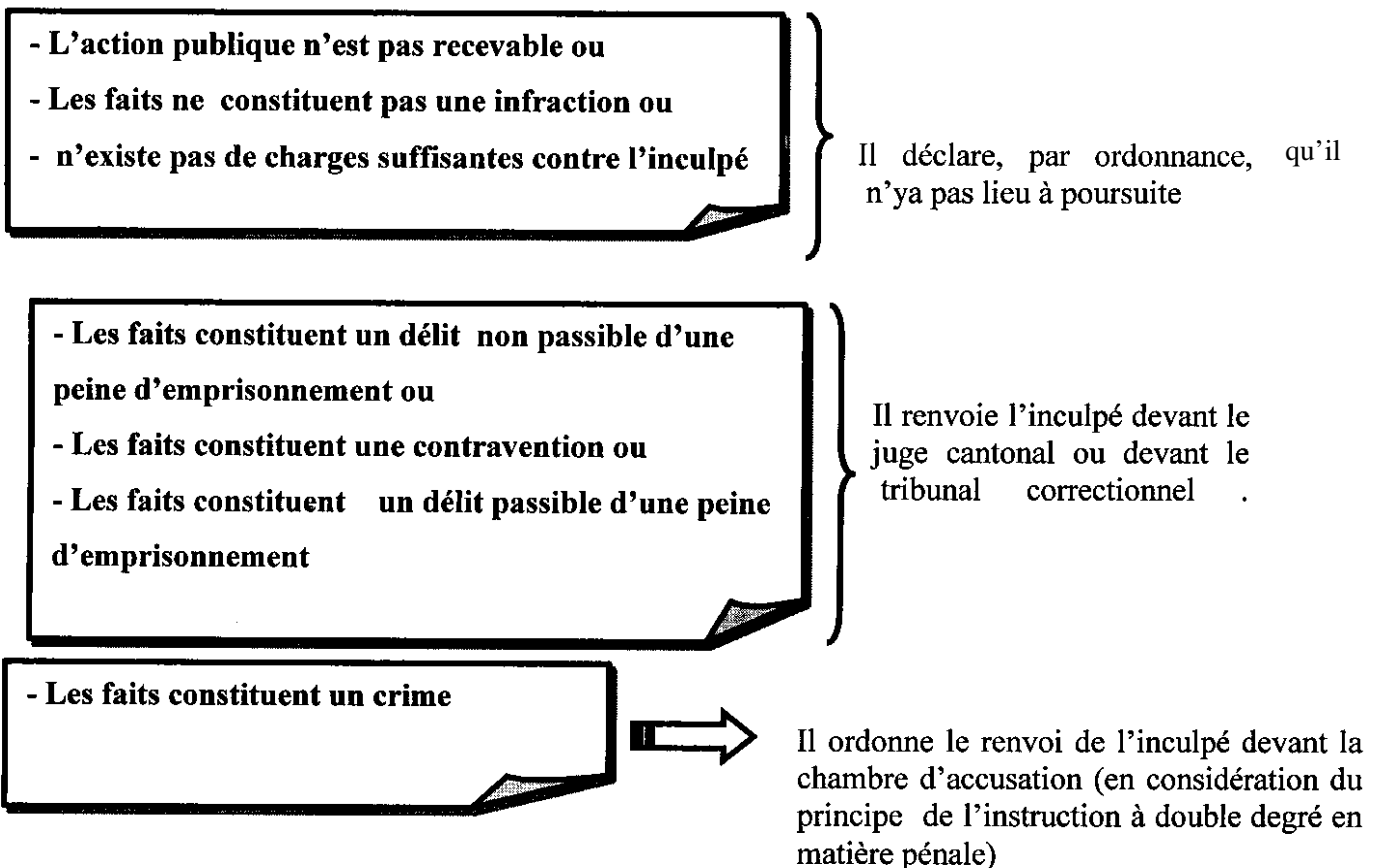 - L’action publique n’est pas recevable ou
- Les faits ne constituent pas une infraction ou
- n’existe pas de charges suffisantes contre l’inculpé
Il déclare, par ordonnance, qu’il
n’ya pas lieu à poursuite
- Les faits constituent un délit non passible d’une
peine d’emprisonnement ou
- Les faits constituent une contravention ou
- Les faits constituent un délit passible d’une peine
d’emprisonnement
Il renvoie l’inculpé devant le
juge cantonal ou devant le
tribunal correctionnel .
- Les faits constituent un crime
Il ordonne le renvoi de l’inculpé devant la
chambre d’accusation (en considération du
principe de l’instruction à double degré en
matière pénale)